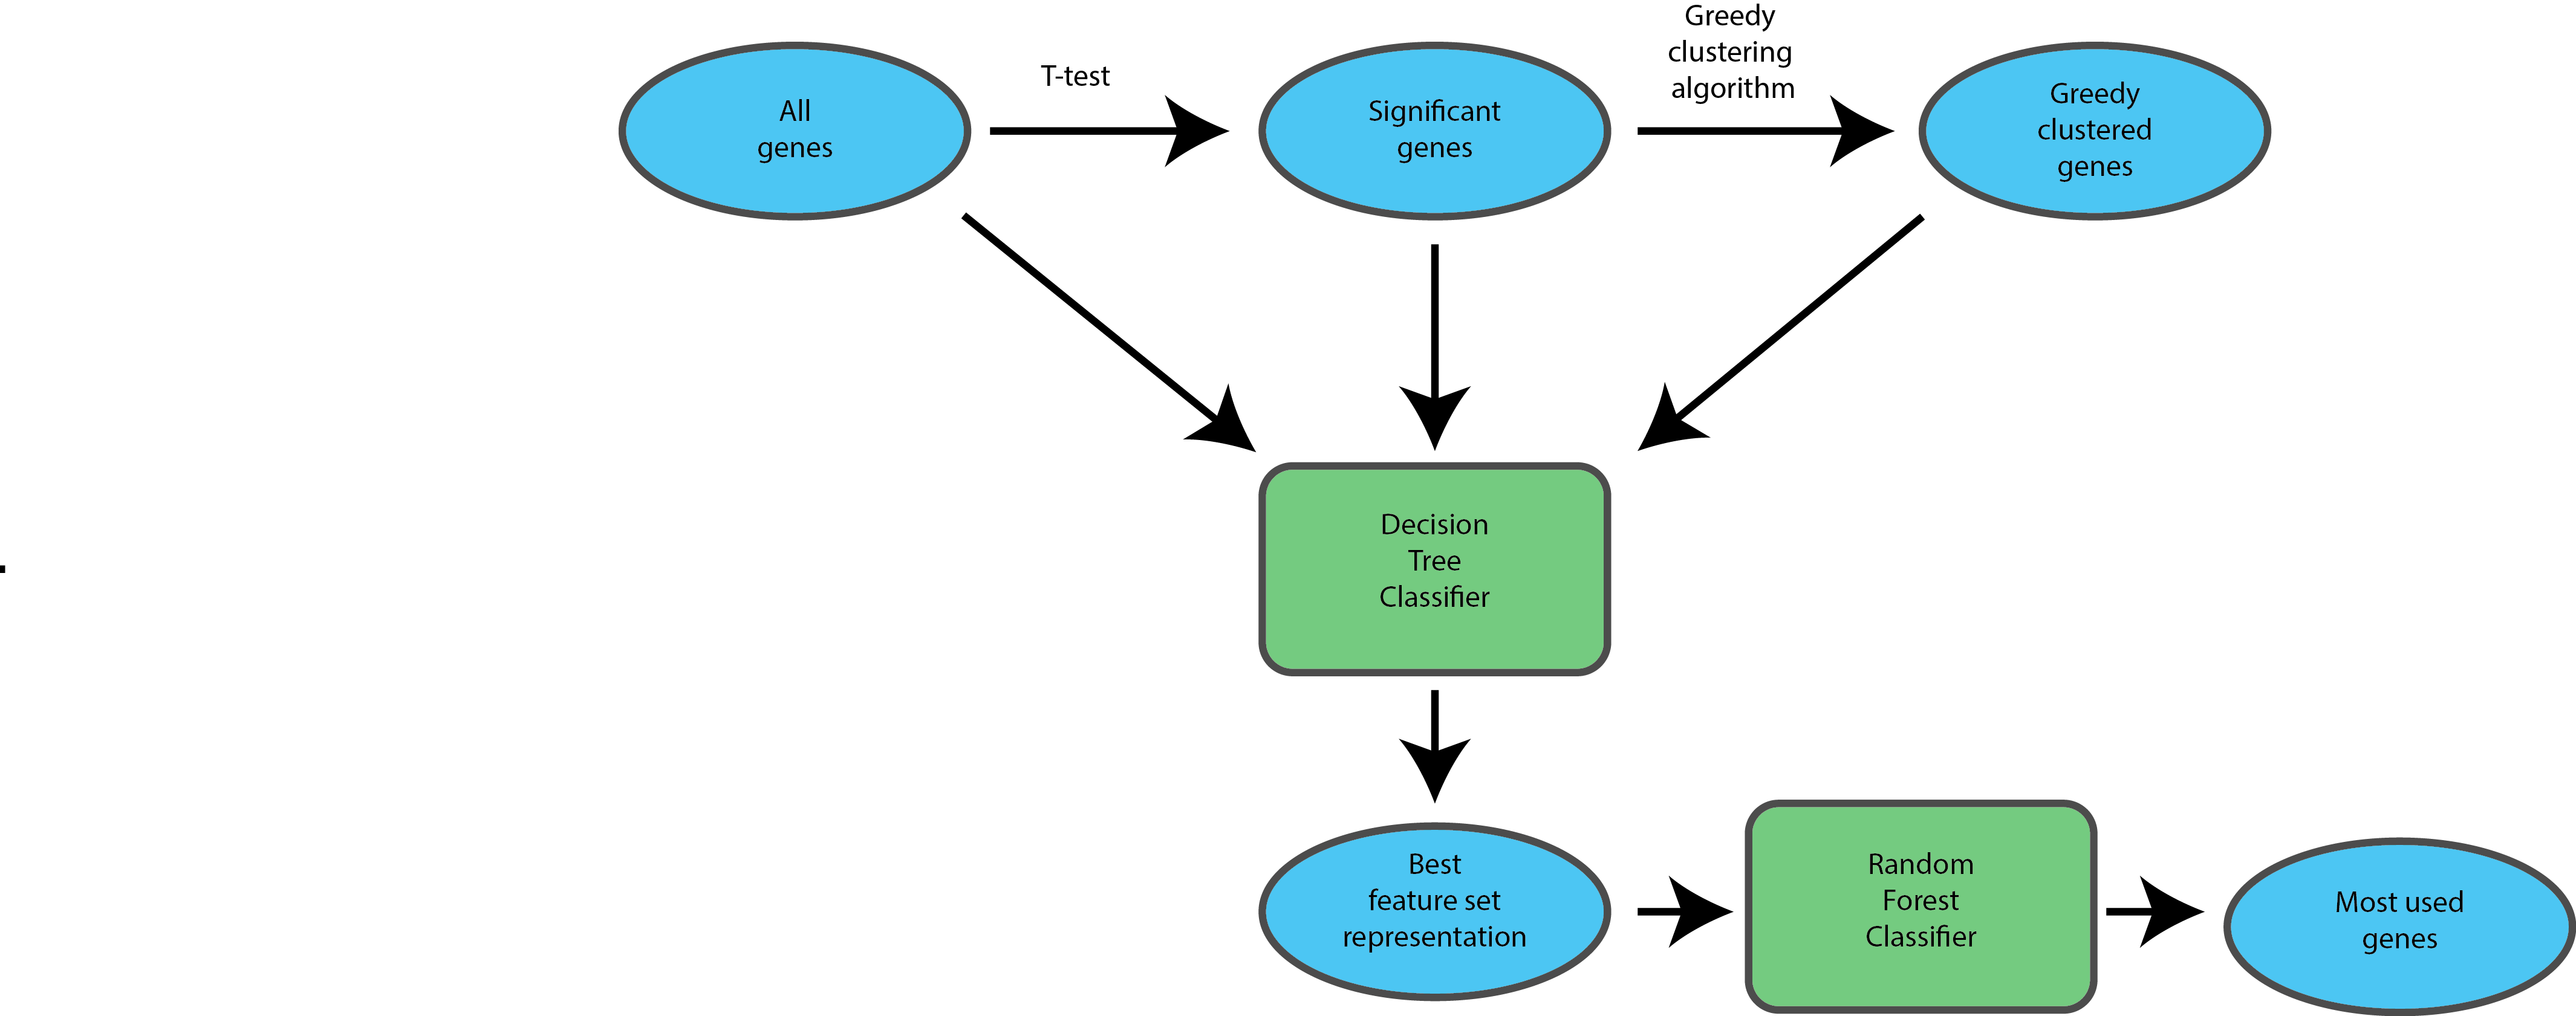 All
genes
T-test
Significant
genes
Greedy
clustering
algorithm
Greedy
clustered
genes
Decision
Tree
Classifier
Best
feature set
representation
Random
Forest
Classifier
Most used
genes